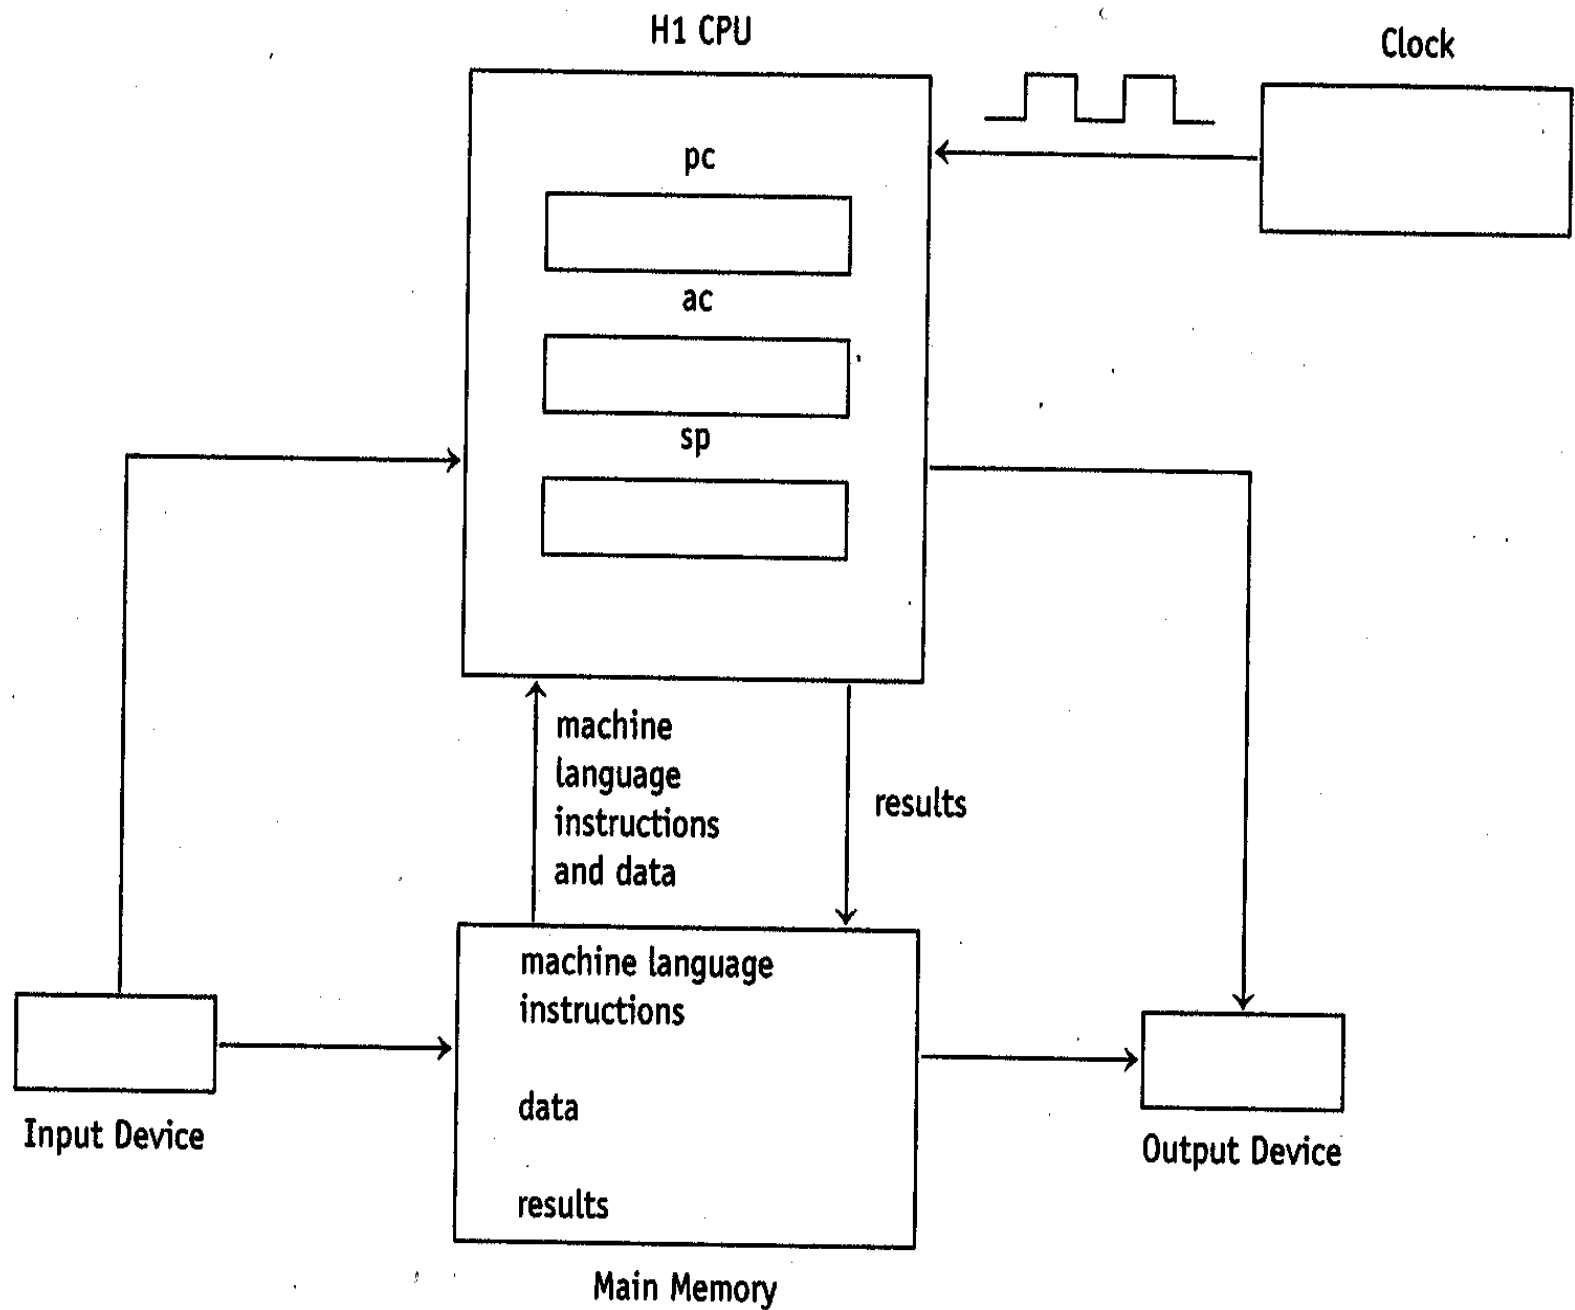 H1 CPU
Clock
pc
ac
sp
machine
language
instructions
and data
results
machine language
instructions
data
results
Input Device
Output Device
Main Memory